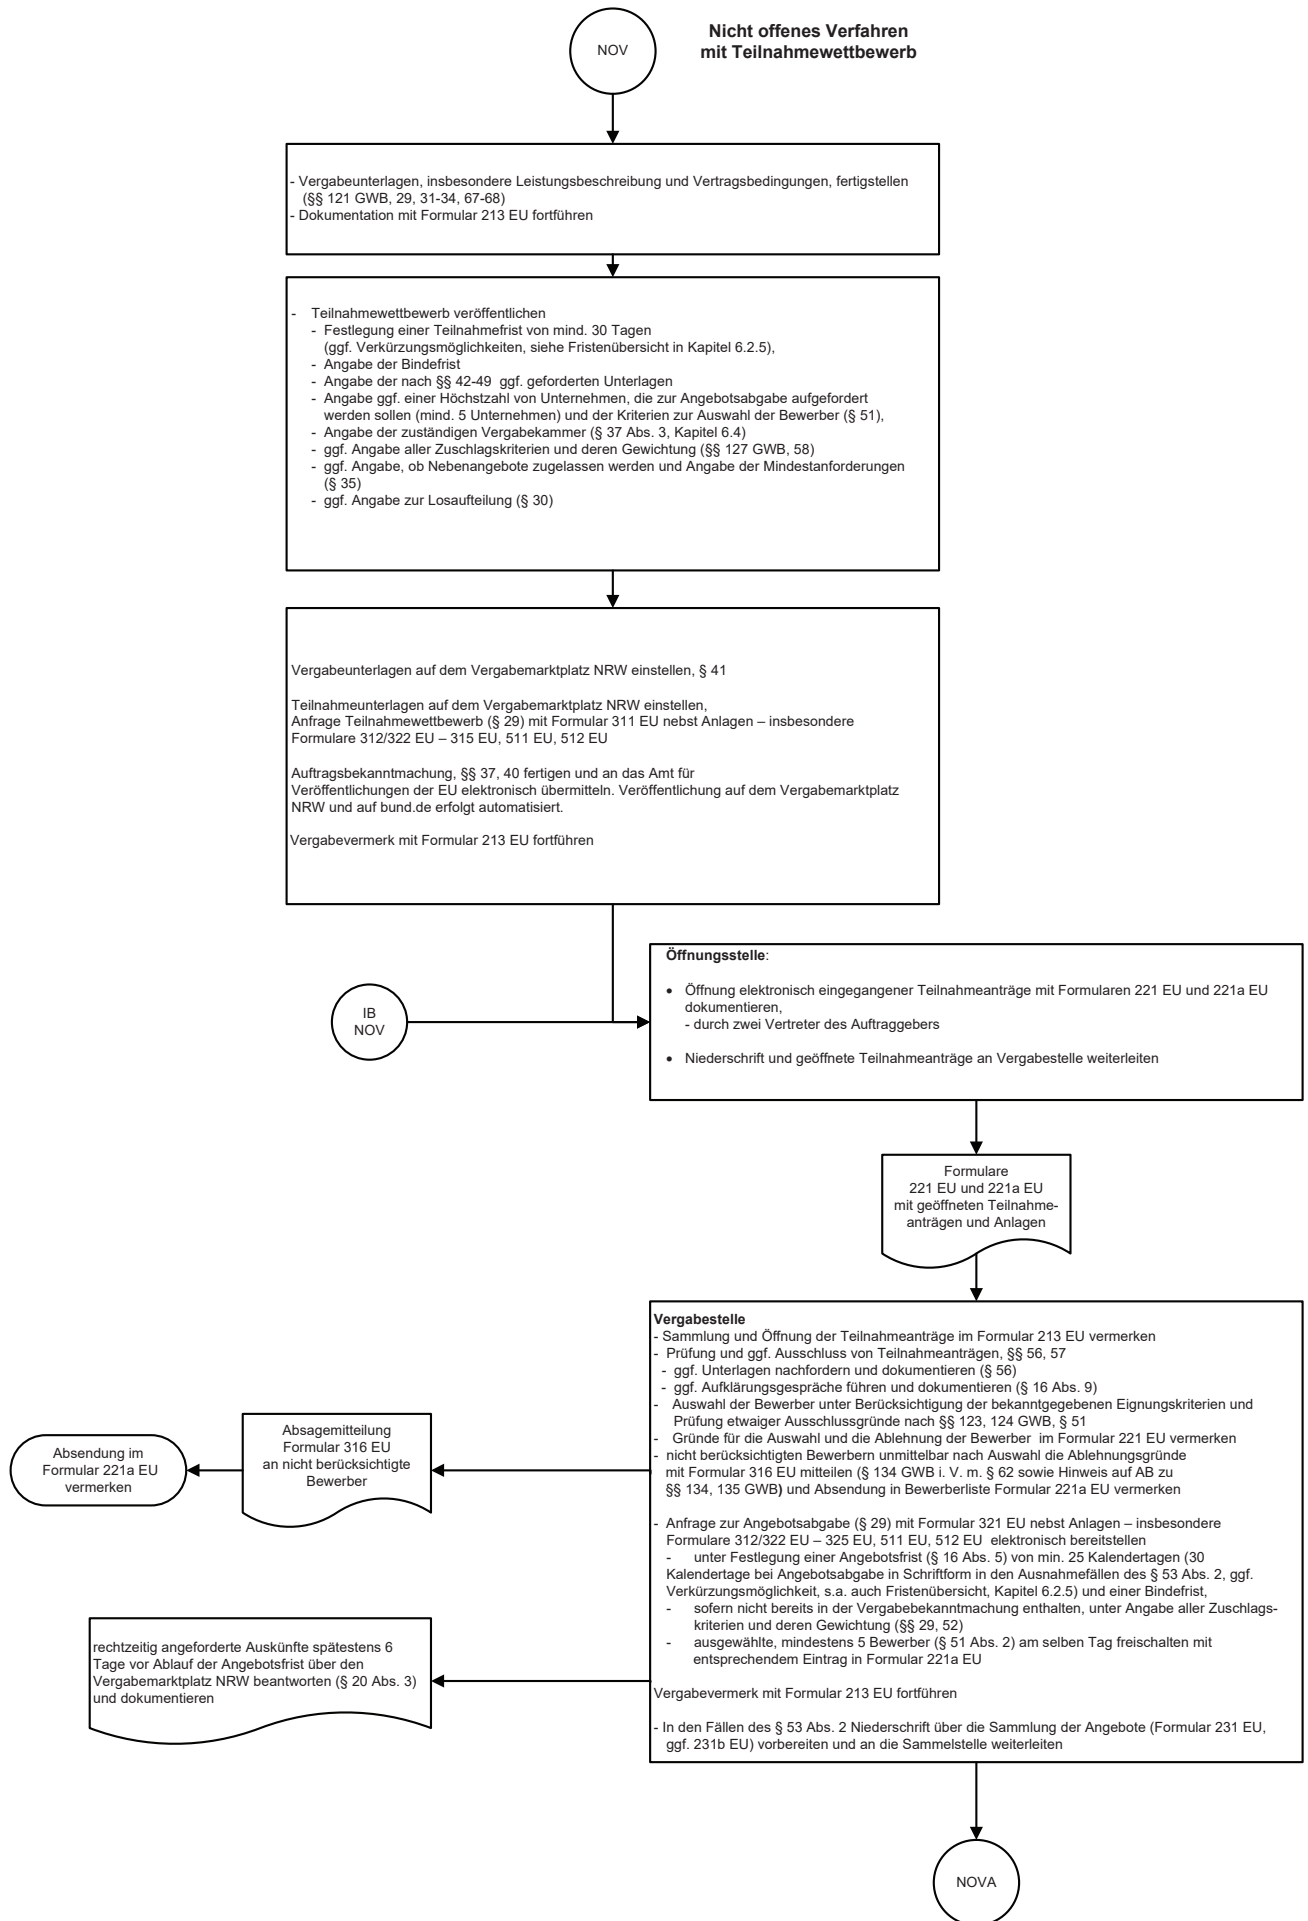 NOV
Nicht offenes Verfahren
mit Teilnahmewettbewerb
- Vergabeunterlagen, insbesondere Leistungsbeschreibung und Vertragsbedingungen, fertigstellen
(§§ 121 GWB, 29, 31-34, 67-68)
- Dokumentation mit Formular 213 EU fortführen
- Teilnahmewettbewerb veröffentlichen
- Festlegung einer Teilnahmefrist von mind. 30 Tagen
(ggf. Verkürzungsmöglichkeiten, siehe Fristenübersicht in Kapitel 6.2.5),
- Angabe der Bindefrist
- Angabe der nach §§ 42-49 ggf. geforderten Unterlagen
- Angabe ggf. einer Höchstzahl von Unternehmen, die zur Angebotsabgabe aufgefordert
werden sollen (mind. 5 Unternehmen) und der Kriterien zur Auswahl der Bewerber (§ 51),
- Angabe der zuständigen Vergabekammer (§ 37 Abs. 3, Kapitel 6.4)
- ggf. Angabe aller Zuschlagskriterien und deren Gewichtung (§§ 127 GWB, 58)
- ggf. Angabe, ob Nebenangebote zugelassen werden und Angabe der Mindestanforderungen
(§ 35)
- ggf. Angabe zur Losaufteilung (§ 30)
Vergabeunterlagen auf dem Vergabemarktplatz NRW einstellen, § 41
Teilnahmeunterlagen auf dem Vergabemarktplatz NRW einstellen,
Anfrage Teilnahmewettbewerb (§ 29) mit Formular 311 EU nebst Anlagen – insbesondere
Formulare 312/322 EU – 315 EU, 511 EU, 512 EU
Auftragsbekanntmachung, §§ 37, 40 fertigen und an das Amt für
Veröffentlichungen der EU elektronisch übermitteln. Veröffentlichung auf dem Vergabemarktplatz
NRW und auf bund.de erfolgt automatisiert.
Vergabevermerk mit Formular 213 EU fortführen
IB
NOV
Öffnungsstelle:
• Öffnung elektronisch eingegangener Teilnahmeanträge mit Formularen 221 EU und 221a EU
dokumentieren,
- durch zwei Vertreter des Auftraggebers
• Niederschrift und geöffnete Teilnahmeanträge an Vergabestelle weiterleiten
Formulare
221 EU und 221a EU
mit geöffneten Teilnahme-
anträgen und Anlagen
Vergabestelle
- Sammlung und Öffnung der Teilnahmeanträge im Formular 213 EU vermerken
- Prüfung und ggf. Ausschluss von Teilnahmeanträgen, §§ 56, 57
- ggf. Unterlagen nachfordern und dokumentieren (§ 56)
- ggf. Aufklärungsgespräche führen und dokumentieren (§ 16 Abs. 9)
- Auswahl der Bewerber unter Berücksichtigung der bekanntgegebenen Eignungskriterien und
Prüfung etwaiger Ausschlussgründe nach §§ 123, 124 GWB, § 51
- Gründe für die Auswahl und die Ablehnung der Bewerber im Formular 221 EU vermerken
- nicht berücksichtigten Bewerbern unmittelbar nach Auswahl die Ablehnungsgründe
mit Formular 316 EU mitteilen (§ 134 GWB i. V. m. § 62 sowie Hinweis auf AB zu
§§ 134, 135 GWB) und Absendung in Bewerberliste Formular 221a EU vermerken
- Anfrage zur Angebotsabgabe (§ 29) mit Formular 321 EU nebst Anlagen – insbesondere
Formulare 312/322 EU – 325 EU, 511 EU, 512 EU elektronisch bereitstellen
- unter Festlegung einer Angebotsfrist (§ 16 Abs. 5) von min. 25 Kalendertagen (30
Kalendertage bei Angebotsabgabe in Schriftform in den Ausnahmefällen des § 53 Abs. 2, ggf.
Verkürzungsmöglichkeit, s.a. auch Fristenübersicht, Kapitel 6.2.5) und einer Bindefrist,
- sofern nicht bereits in der Vergabebekanntmachung enthalten, unter Angabe aller Zuschlags-
kriterien und deren Gewichtung (§§ 29, 52)
- ausgewählte, mindestens 5 Bewerber (§ 51 Abs. 2) am selben Tag freischalten mit
entsprechendem Eintrag in Formular 221a EU
Vergabevermerk mit Formular 213 EU fortführen
- In den Fällen des § 53 Abs. 2 Niederschrift über die Sammlung der Angebote (Formular 231 EU,
ggf. 231b EU) vorbereiten und an die Sammelstelle weiterleiten
Absagemitteilung
Formular 316 EU
an nicht berücksichtigte
Bewerber
Absendung im
Formular 221a EU
vermerken
rechtzeitig angeforderte Auskünfte spätestens 6
Tage vor Ablauf der Angebotsfrist über den
Vergabemarktplatz NRW beantworten (§ 20 Abs. 3)
und dokumentieren
NOVA